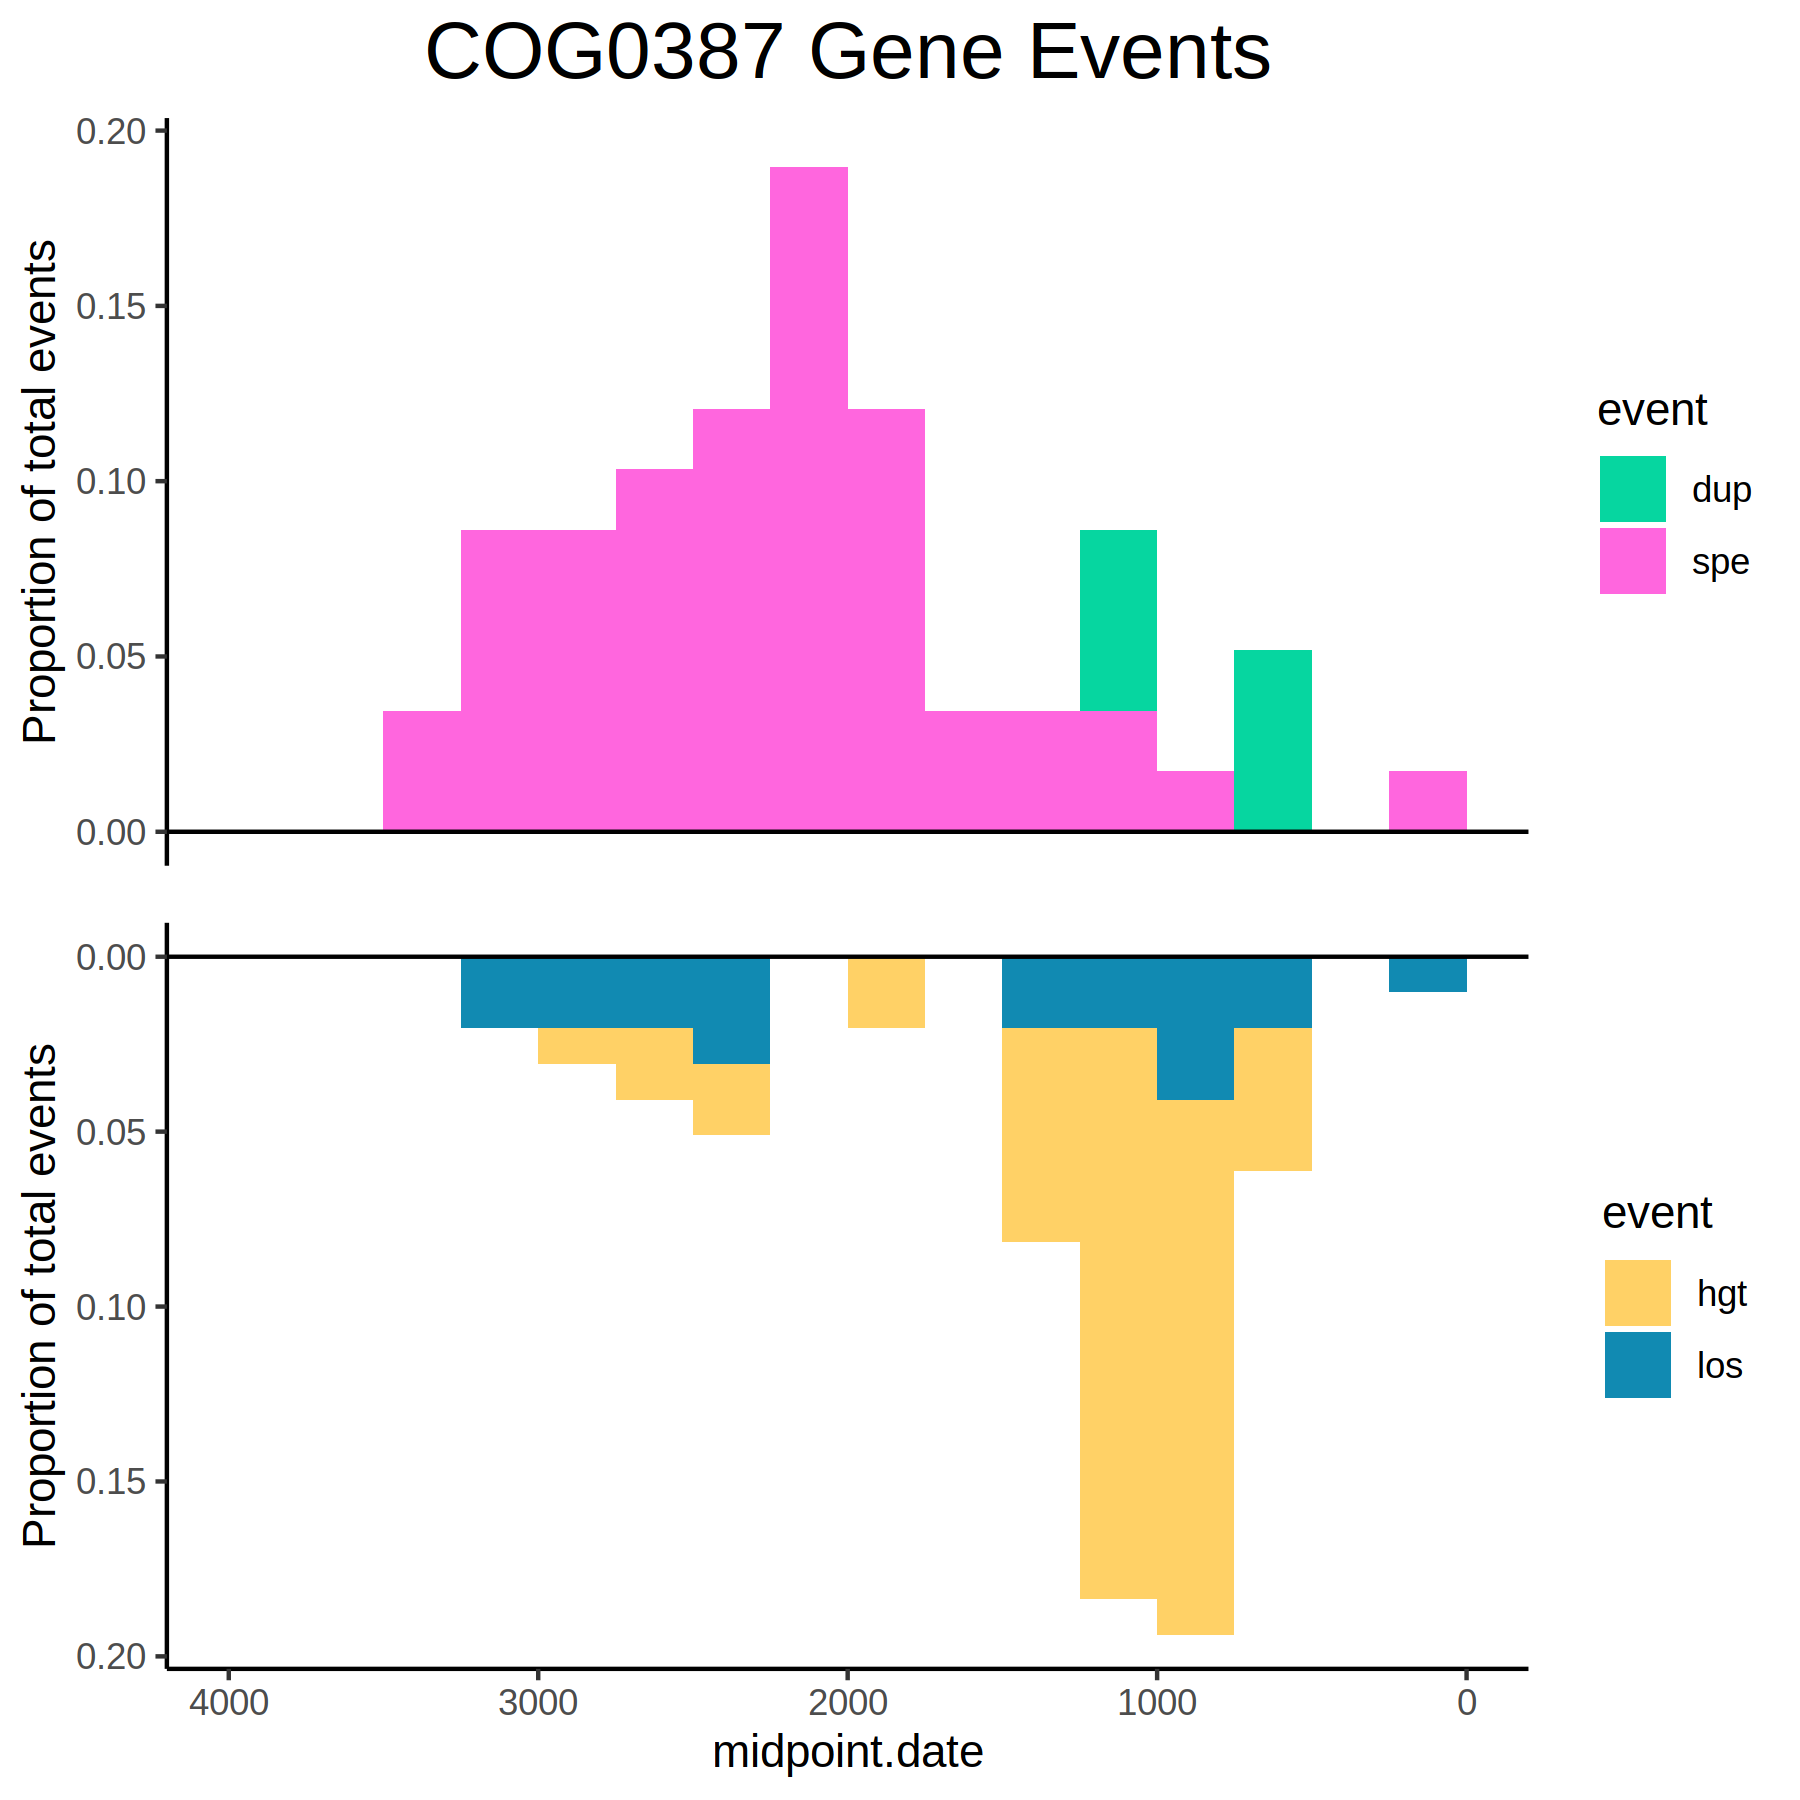 COG0387 Gene Events
Proportion of total events
0.20
0.15
0.10
0.05
0.00
event
dup
spe
Proportion of total events
0.00
0.05
0.10
0.15
0.20
event
hgt
los
4000 3000 2000 1000 0
midpoint.date